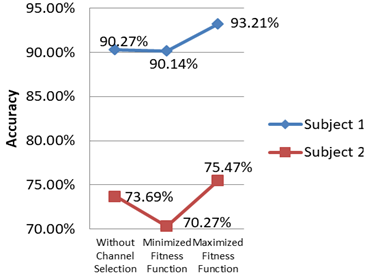 95.00%
93.21%
90.27%
90.00%
90.14%
85.00%
Accuracy
Subject 1
80.00%
Subject 2
75.47%
75.00%
73.69%
70.27%
70.00%
Without Channel Selection
Minimized Fitness Function
Maximized Fitness Function